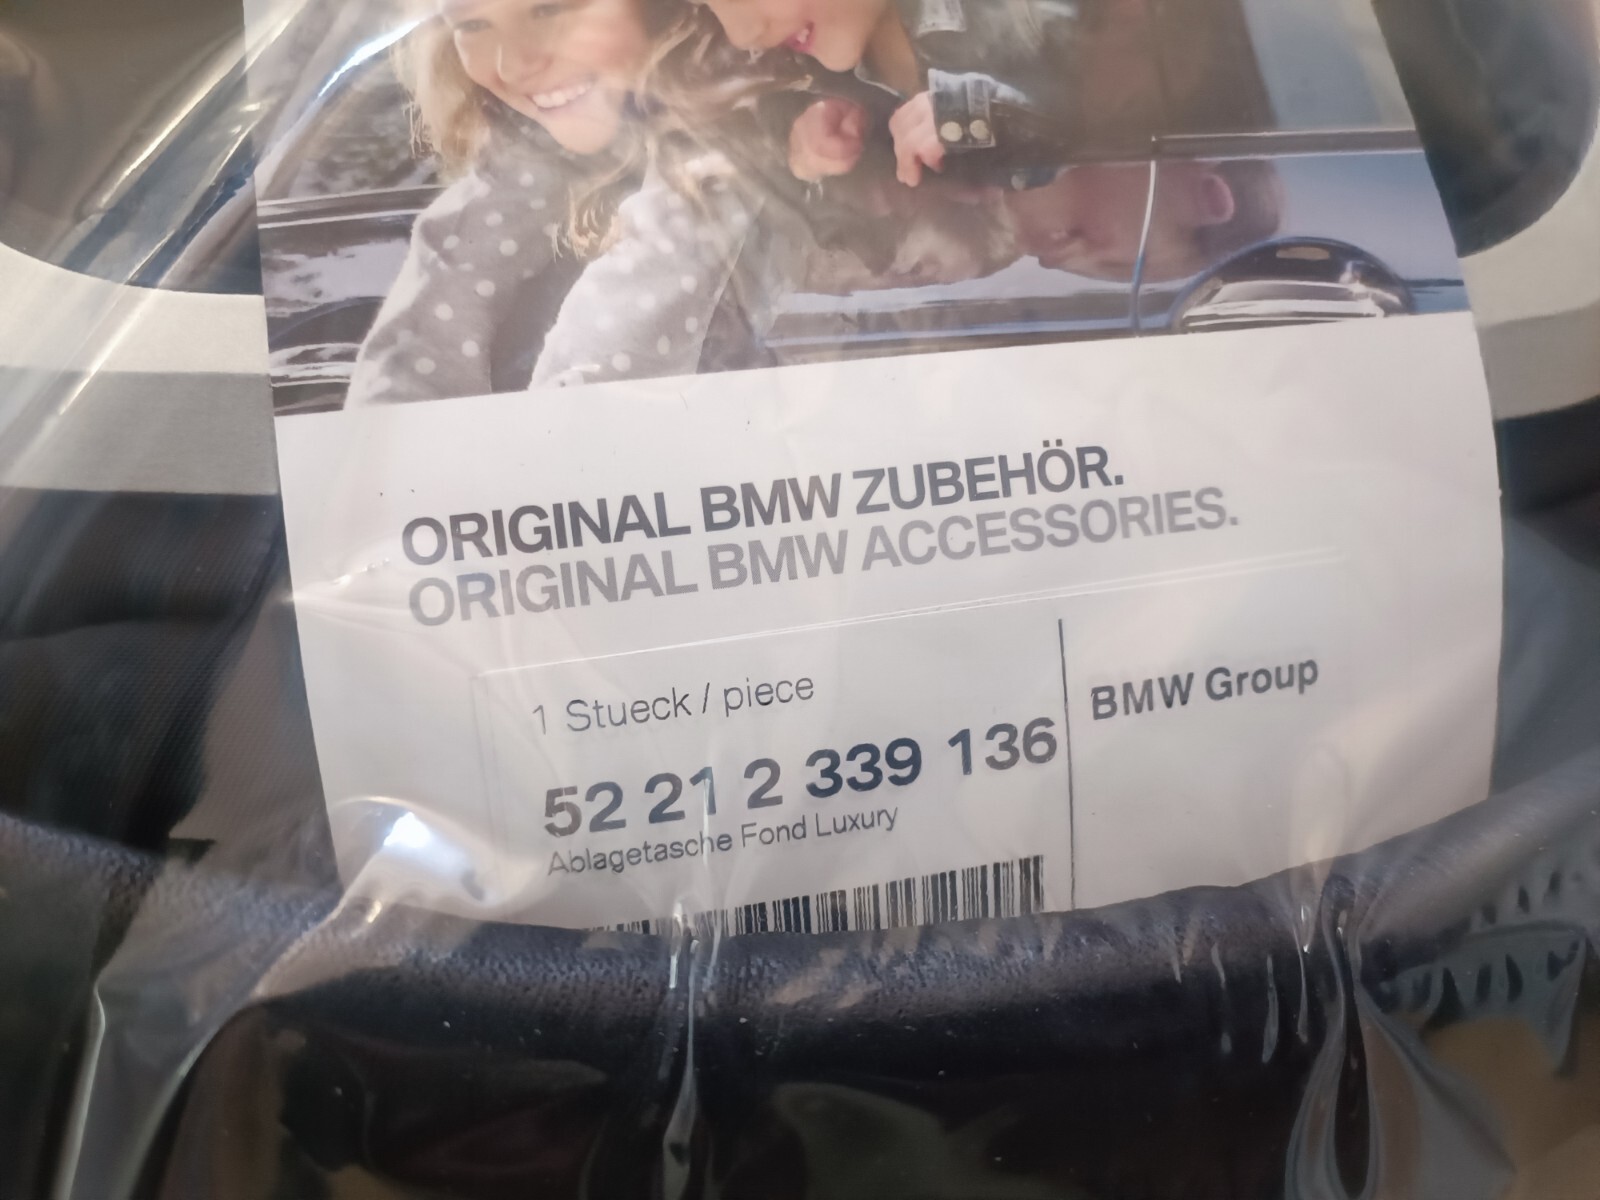 ORIGINAL BMW ZUBEHÖR.
ORIGINAL BMW ACCESSORIES.
1 Stueck / piece
BMW Group
52 21 2 339 136
Ablagetasche Fond Luxury